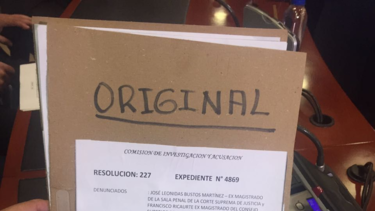 ORIGINAL
COMISION DE INVESTIGACION Y ACUSACION
RESOLUCION: 227 EXPEDIENTE N° 4869
DENUNCIADOS : JOSE LEONIDAS BUSTOS MARTINEZ – EX MAGISTRADO
DE LA SALA PENAL DE LA CORTE SUPREMA DE JUSTICIA y
FRANCISCO RICAURTE EX MAGISTRADO DEL CONSEJO